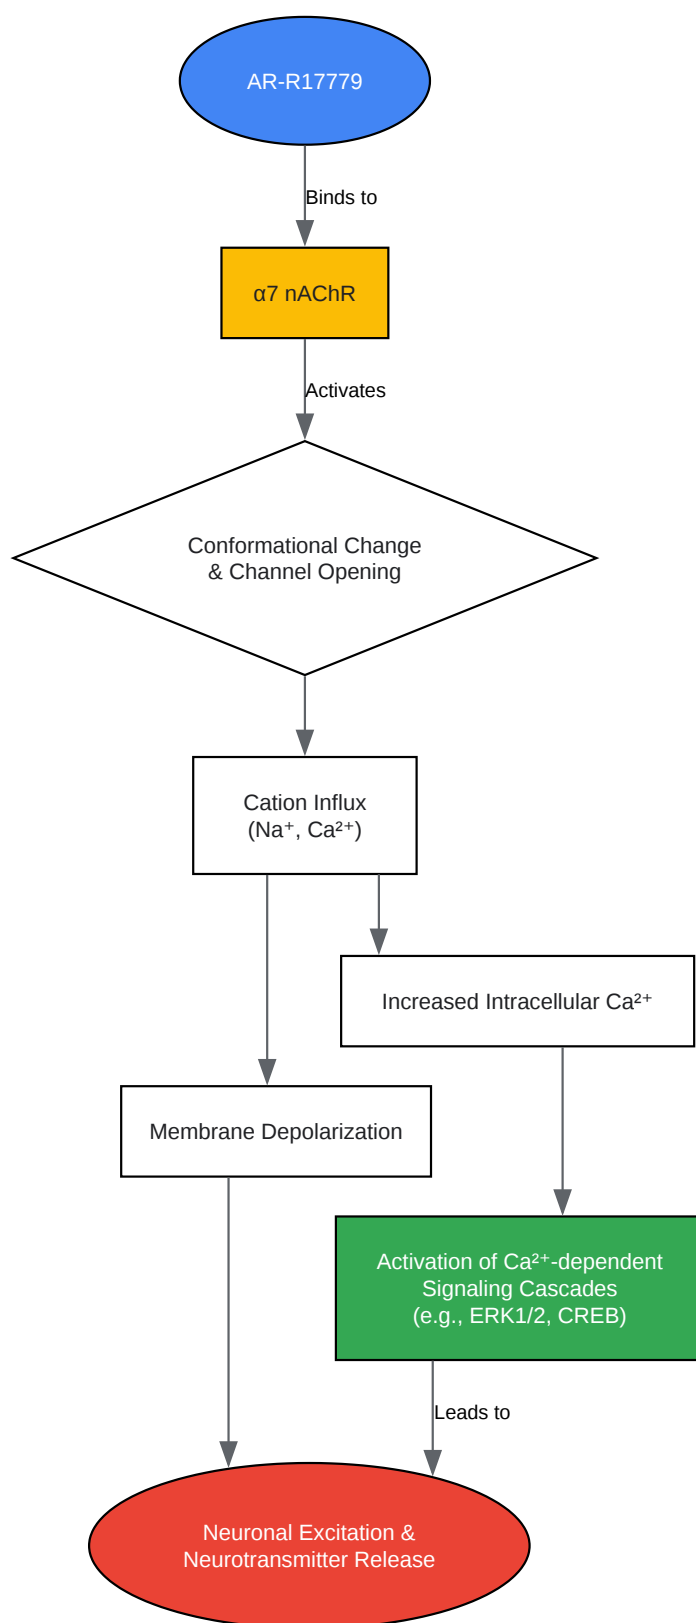 AR-R17779
Binds to
α7 nAChR
Activates
Conformational Change
& Channel Opening
Cation Influx
(Na⁺, Ca²⁺)
Increased Intracellular Ca²⁺
Membrane Depolarization
Activation of Ca²⁺-dependent
Signaling Cascades
(e.g., ERK1/2, CREB)
Leads to
Neuronal Excitation &
Neurotransmitter Release